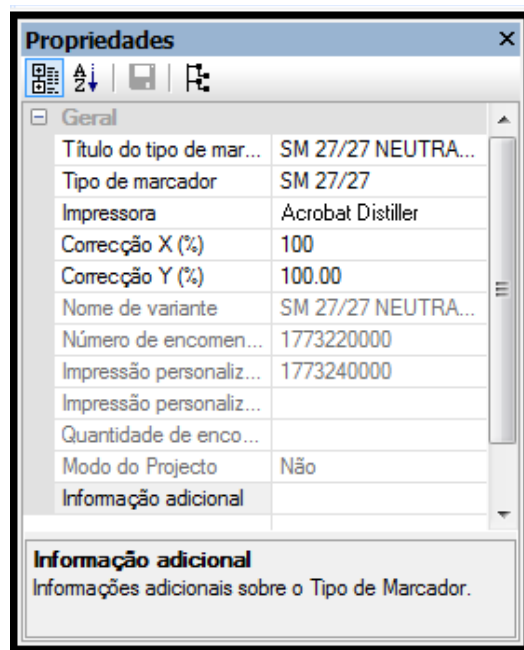 Propriedades
Geral
Título do tipo de mar... SM 27/27 NEUTRA...
Tipo de marcador SM 27/27
Impressora Acrobat Distiller
Correcção X (%) 100
Correcção Y (%) 100.00
Nome de variante SM 27/27 NEUTRA...
Número de encomen... 1773220000
Impressão personaliz... 1773240000
Impressão personaliz...
Quantidade de enco...
Modo do Projecto Não
Informação adicional
Informação adicional
Informações adicionais sobre o Tipo de Marcador.